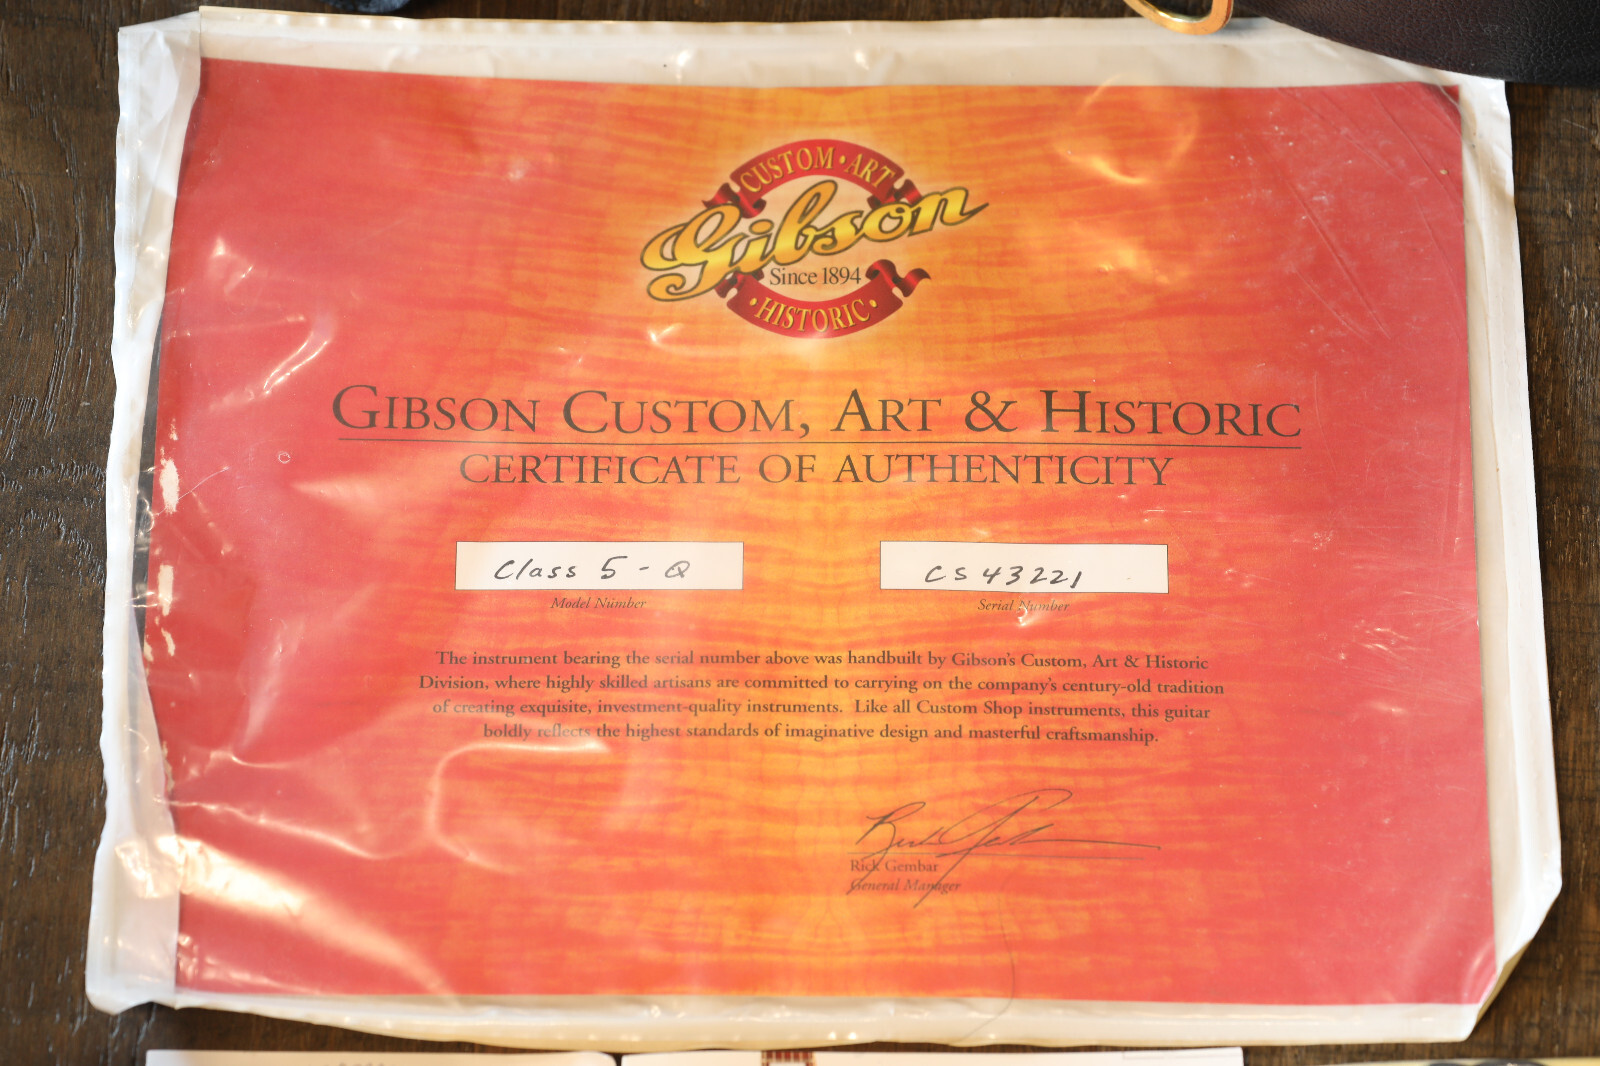 CUSTOM • ART
Gibson
Since 1894
• HISTORIC •
GIBSON CUSTOM, ART & HISTORIC
CERTIFICATE OF AUTHENTICITY
Class 5 - Q
CS 43221
Model Number
Serial Number
The instrument bearing the serial number above was handbuilt by Gibson's Custom, Art & Historic
Division, where highly skilled artisans are committed to carrying on the company's century-old tradition
of creating exquisite, investment-quality instruments. Like all Custom Shop instruments, this guitar
boldly reflects the highest standards of imaginative design and masterful craftsmanship.
Rick Gembar
General Manager